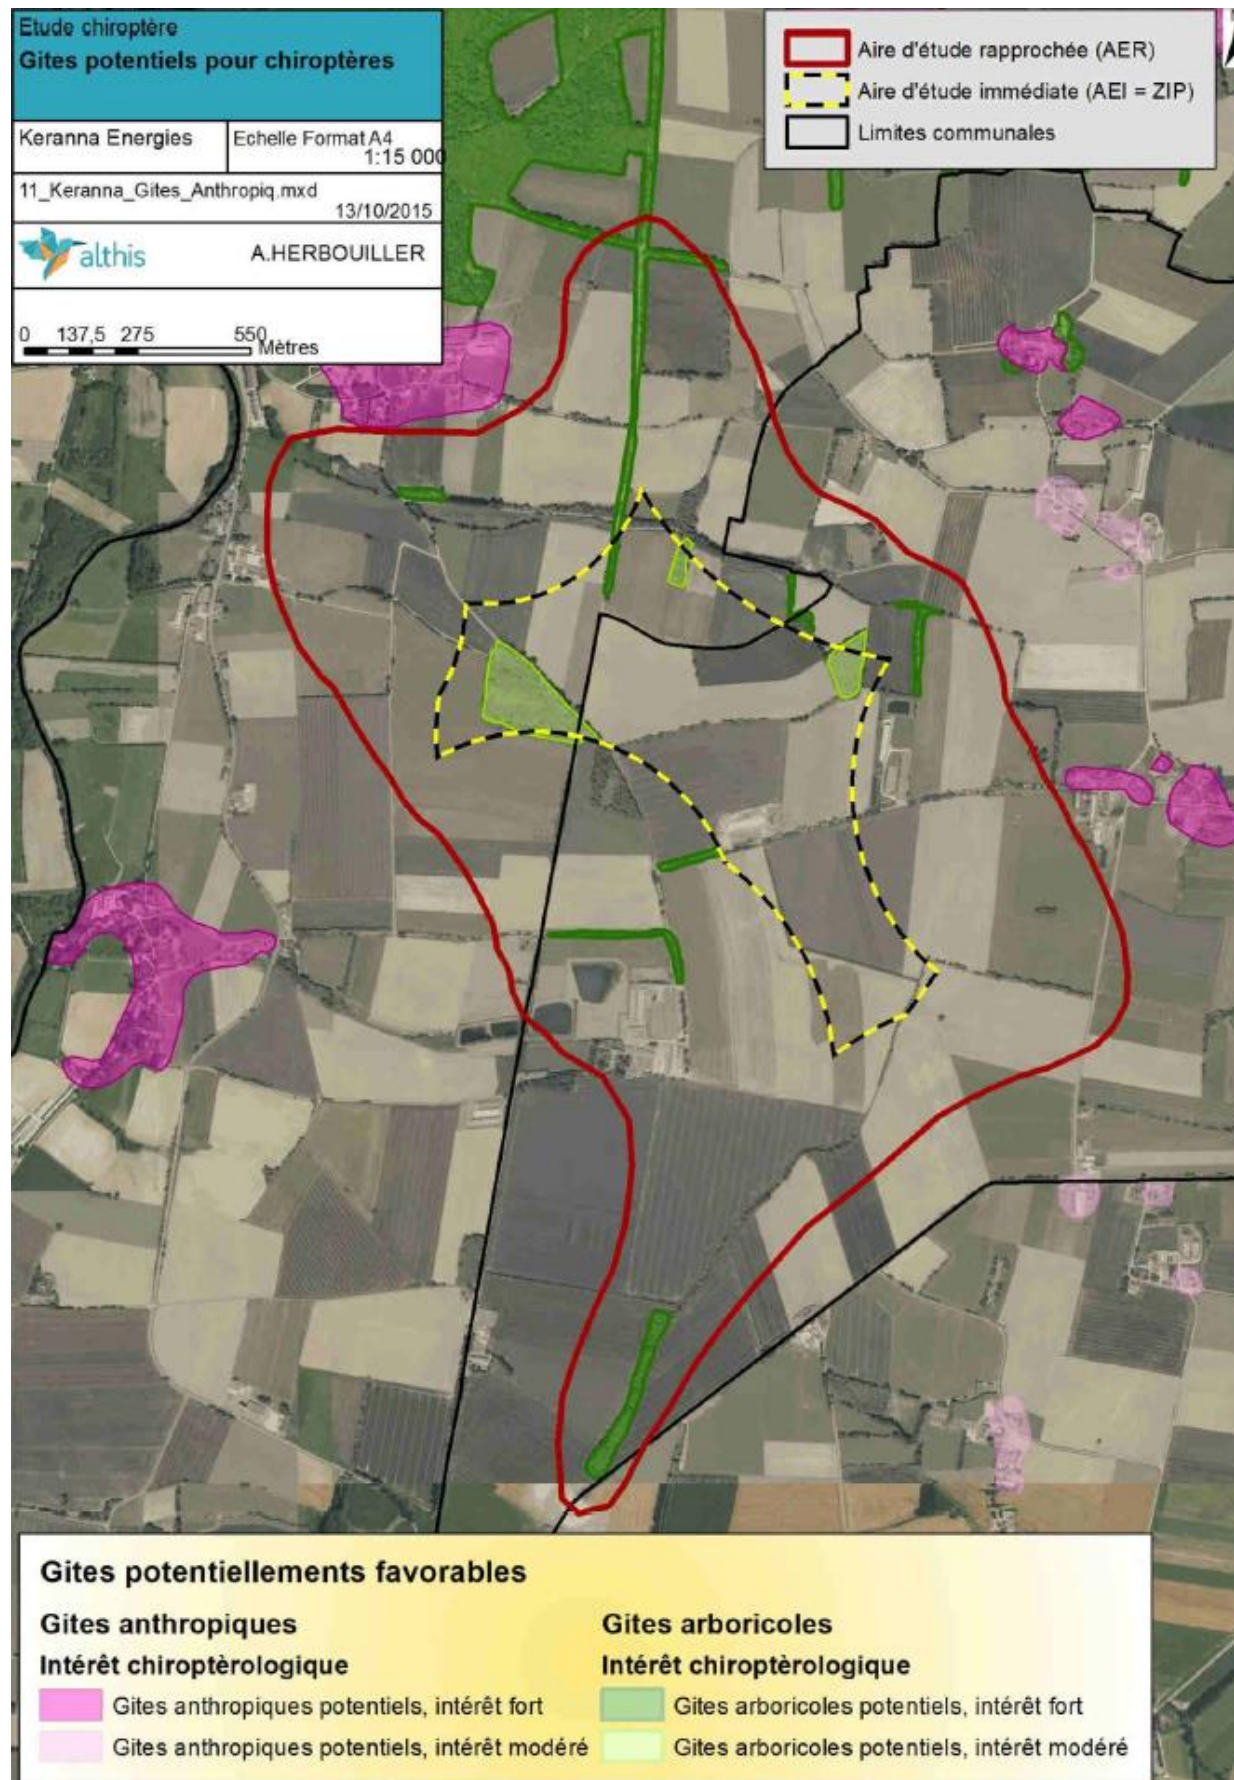 Etude chiroptère
Gites potentiels pour chiroptères
Keranna Energies
Echelle Format A4
1:15 000
11_Keranna_Gites_Anthropiq.mxd
13/10/2015
althis
A.HERBOUILLER
0 137,5 275 550
Mètres
Aire d'étude rapprochée (AER)
Aire d'étude immédiate (AEI = ZIP)
Limites communales
Gites potentiellements favorables
Gites anthropiques
Intérêt chiroptèrologique
Gites anthropiques potentiels, intérêt fort
Gites anthropiques potentiels, intérêt modéré
Gites arboricoles
Intérêt chiroptèrologique
Gites arboricoles potentiels, intérêt fort
Gites arboricoles potentiels, intérêt modéré